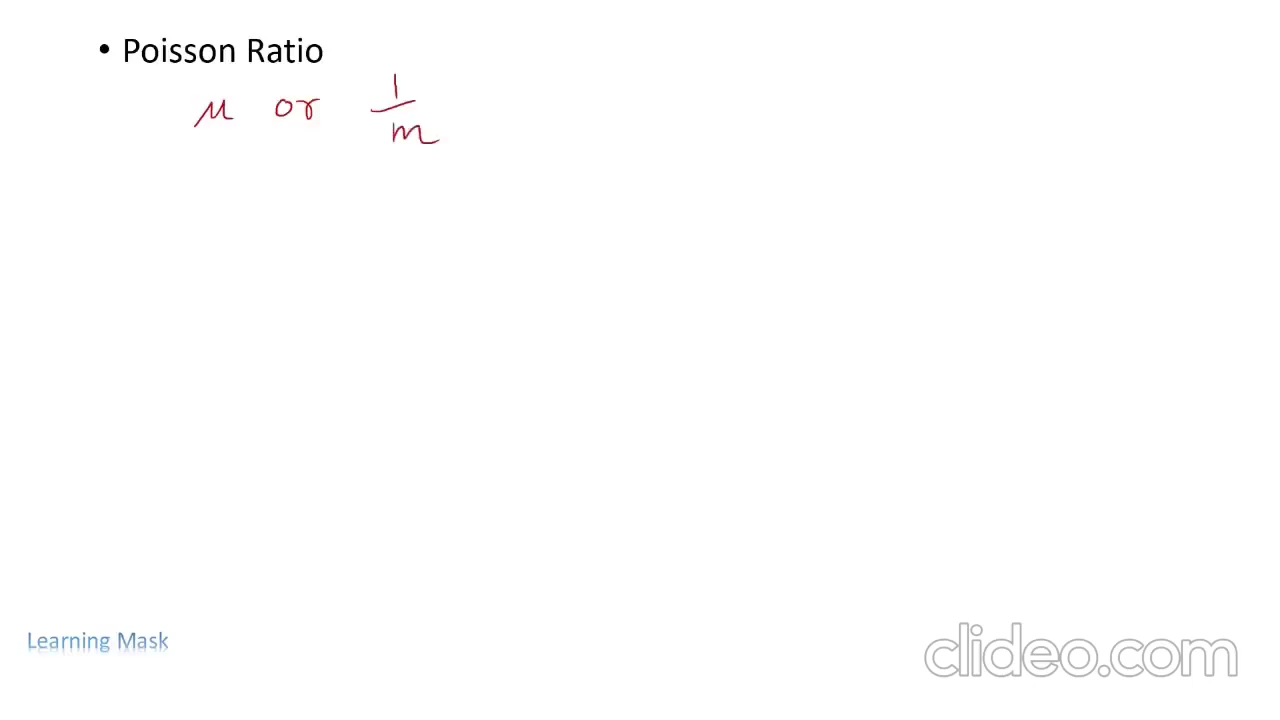 • Poisson Ratio
μ or 1/m
Learning Mask
clideo.com